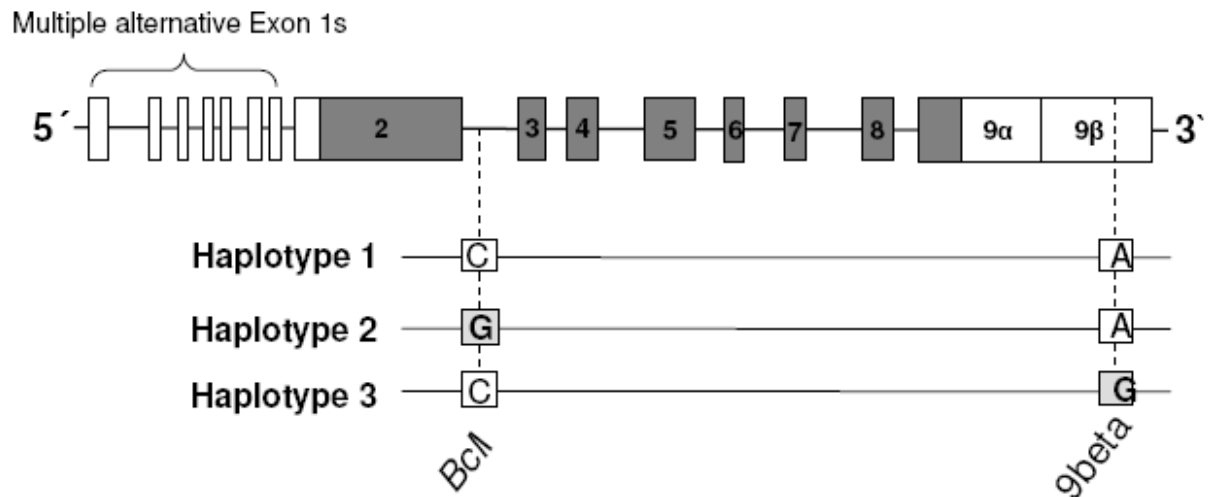 Multiple alternative Exon 1s
5´ 2 3 4 5 6 7 8 9α 9β 3`
Haplotype 1 C A
Haplotype 2 G A
Haplotype 3 C G
BclI 9beta